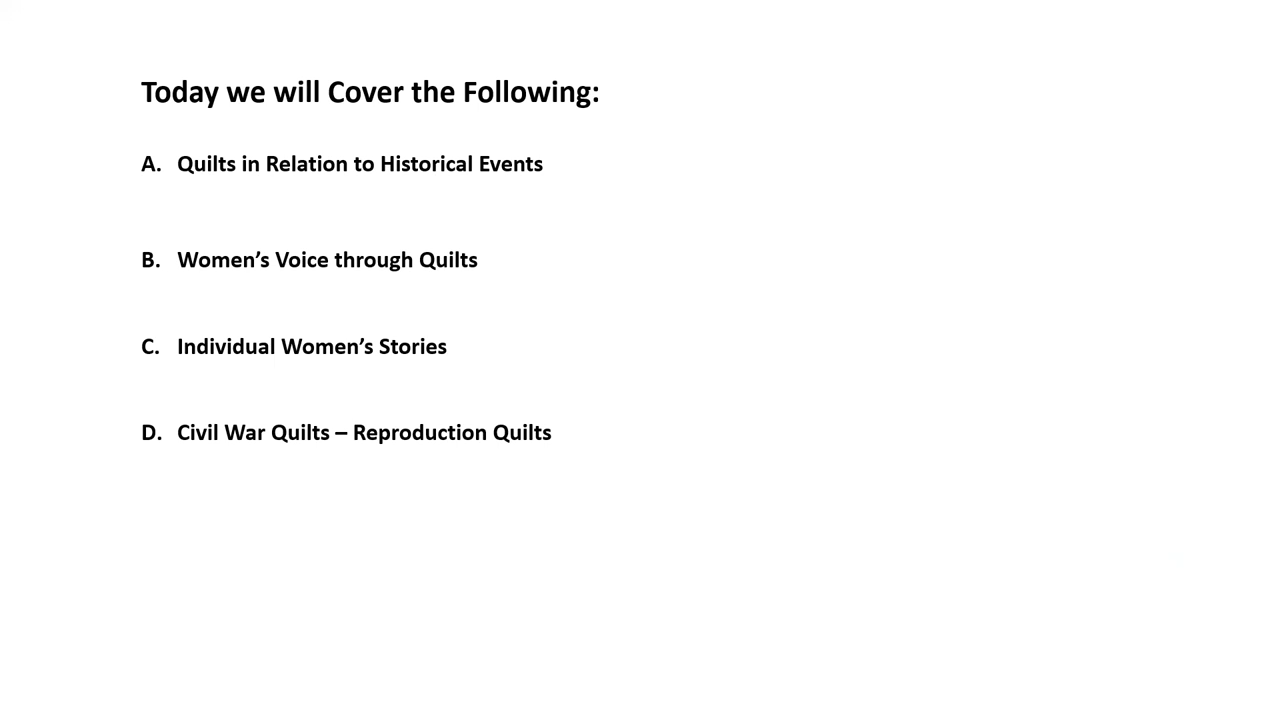 Today we will Cover the Following:
A. Quilts in Relation to Historical Events
B. Women’s Voice through Quilts
C. Individual Women’s Stories
D. Civil War Quilts – Reproduction Quilts